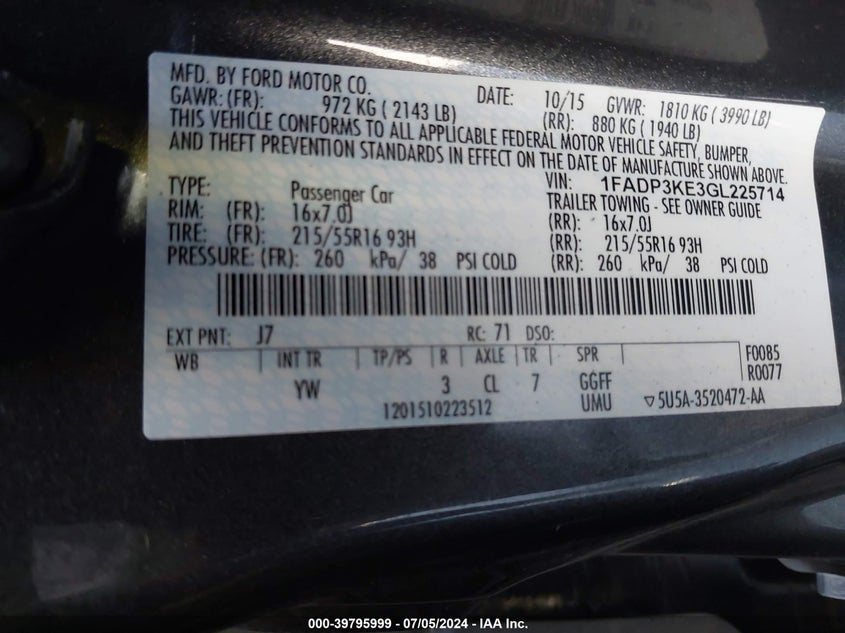 MFD. BY FORD MOTOR CO. DATE: 10/15 GVWR: 1810 KG ( 3990 LB)
GAWR: (FR): 972 KG ( 2143 LB) (RR): 880 KG ( 1940 LB)
THIS VEHICLE CONFORMS TO ALL APPLICABLE FEDERAL MOTOR VEHICLE SAFETY, BUMPER,
AND THEFT PREVENTION STANDARDS IN EFFECT ON THE DATE OF MANUFACTURE SHOWN ABOVE.
VIN: 1FADP3KE3GL225714
TYPE: Passenger Car TRAILER TOWING - SEE OWNER GUIDE
RIM: (FR): 16x7.0J (RR): 16x7.0J
TIRE: (FR): 215/55R16 93H (RR): 215/55R16 93H
PRESSURE: (FR): 260 kPa/ 38 PSI COLD (RR): 260 kPa/ 38 PSI COLD
EXT PNT: J7 RC: 71 DSO:
WB INT TR TP/PS R AXLE TR SPR F0085
YW 3 CL 7 GGFF R0077
1201510223512 UMU ▽5U5A-3520472-AA
000-39795999 - 07/05/2024 - IAA Inc.